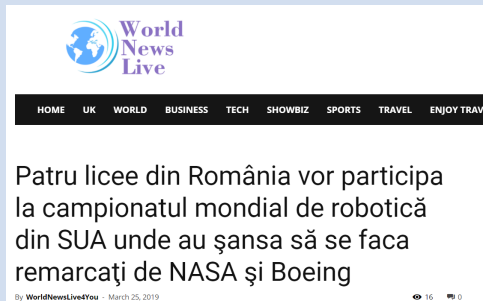 World
News
Live
HOME UK WORLD BUSINESS TECH SHOWBIZ SPORTS TRAVEL ENJOY TRAV
Patru licee din România vor participa
la campionatul mondial de robotică
din SUA unde au şansa să se faca
remarcaţi de NASA şi Boeing
By WorldNewsLive4You - March 25, 2019 16 0